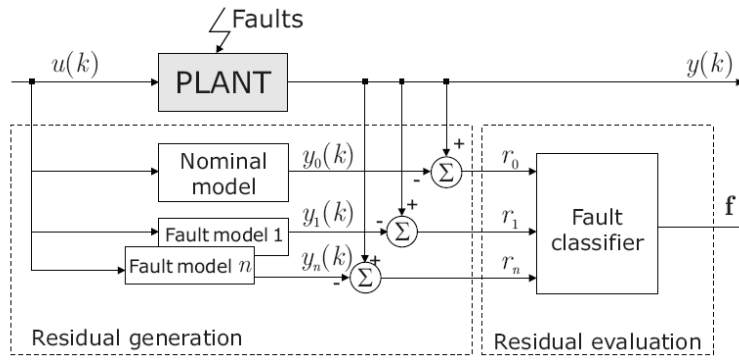 Faults
u(k)
PLANT
y(k)
Nominal
model
y₀(k)
-
+
Σ
r₀
Fault model 1
y₁(k)
-
+
Σ
r₁
Fault model n
yₙ(k)
-
+
Σ
rₙ
Fault
classifier
f
Residual generation
Residual evaluation